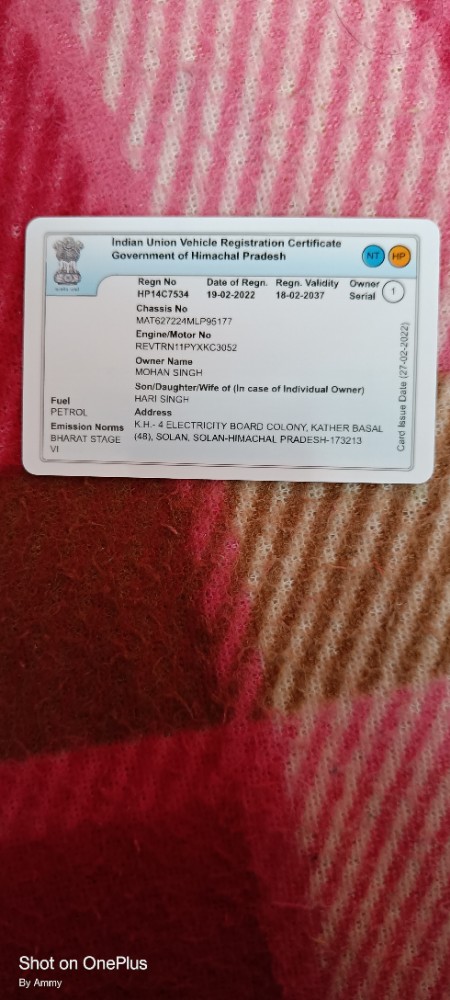 Indian Union Vehicle Registration Certificate
Government of Himachal Pradesh
NT HP
Regn No Date of Regn. Regn. Validity Owner Serial 1
HP14C7534 19-02-2022 18-02-2037
Chassis No
MAT627224MLP95177
Engine/Motor No
REVTRN11PYXKC3052
Owner Name
MOHAN SINGH
Son/Daughter/Wife of (In case of Individual Owner)
HARI SINGH
Fuel
PETROL
Address
K.H.- 4 ELECTRICITY BOARD COLONY, KATHER BASAL
(48), SOLAN, SOLAN-HIMACHAL PRADESH-173213
Emission Norms
BHARAT STAGE
VI
Card Issue Date (27-02-2022)
Shot on OnePlus
By Ammy